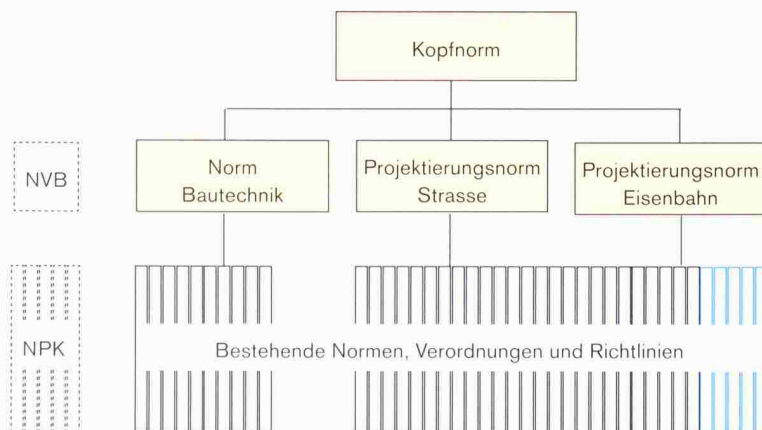 Kopfnorm
NVB
Norm
Bautechnik
Projektierungsnorm
Strasse
Projektierungsnorm
Eisenbahn
NPK
Bestehende Normen, Verordnungen und Richtlinien